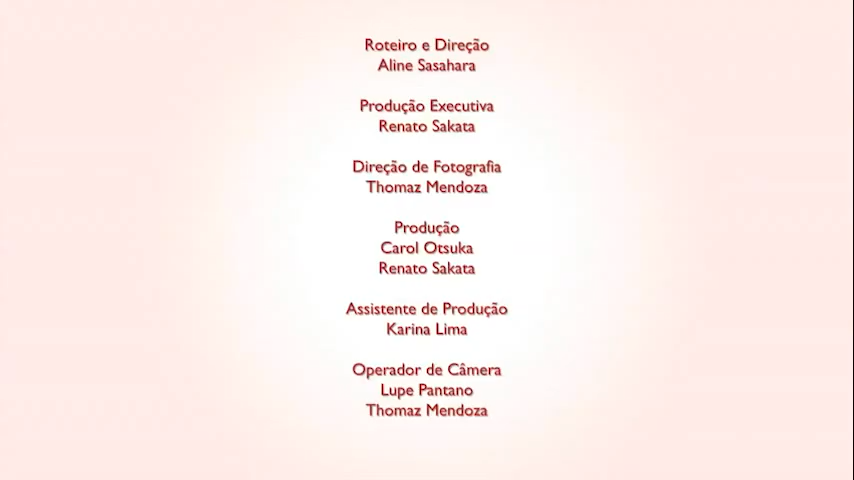 Roteiro e Direção
Aline Sasahara
Produção Executiva
Renato Sakata
Direção de Fotografia
Thomaz Mendoza
Produção
Carol Otsuka
Renato Sakata
Assistente de Produção
Karina Lima
Operador de Câmera
Lupe Pantano
Thomaz Mendoza